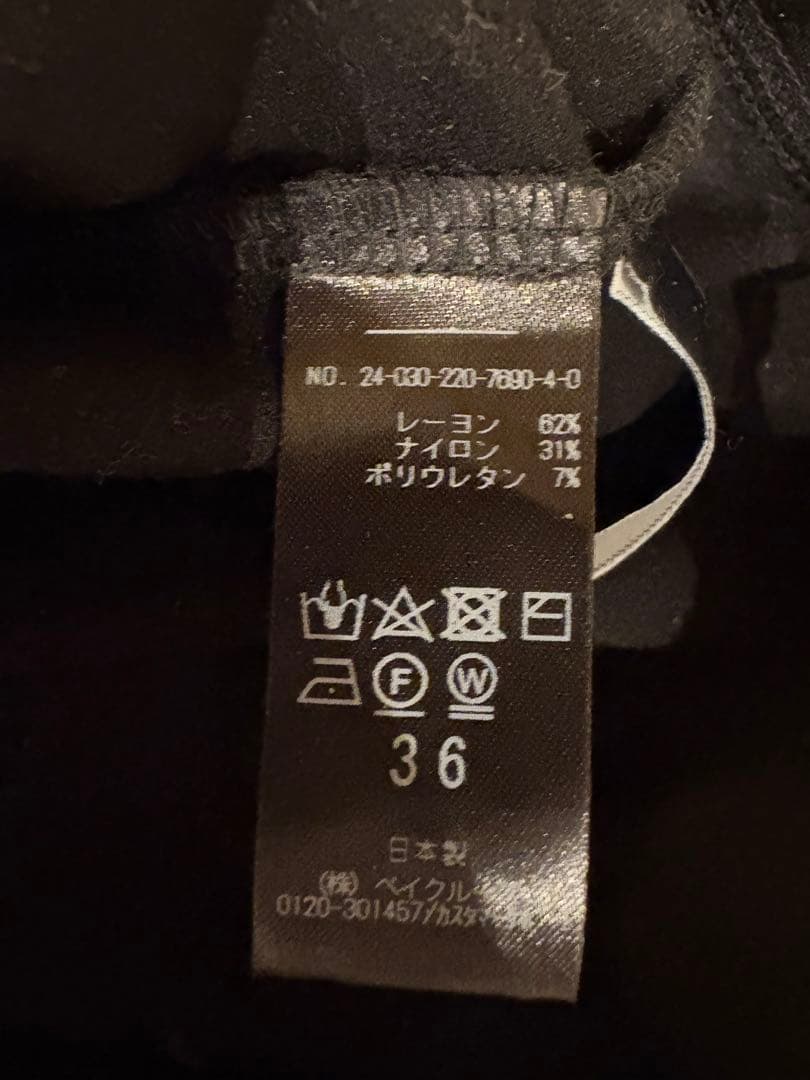 NO. 24-030-220-7690-4-0
レーヨン 62%
ナイロン 31%
ポリウレタン 7%
F W
36
日本製
(株) ベイクル
0120-301457/カスタマ